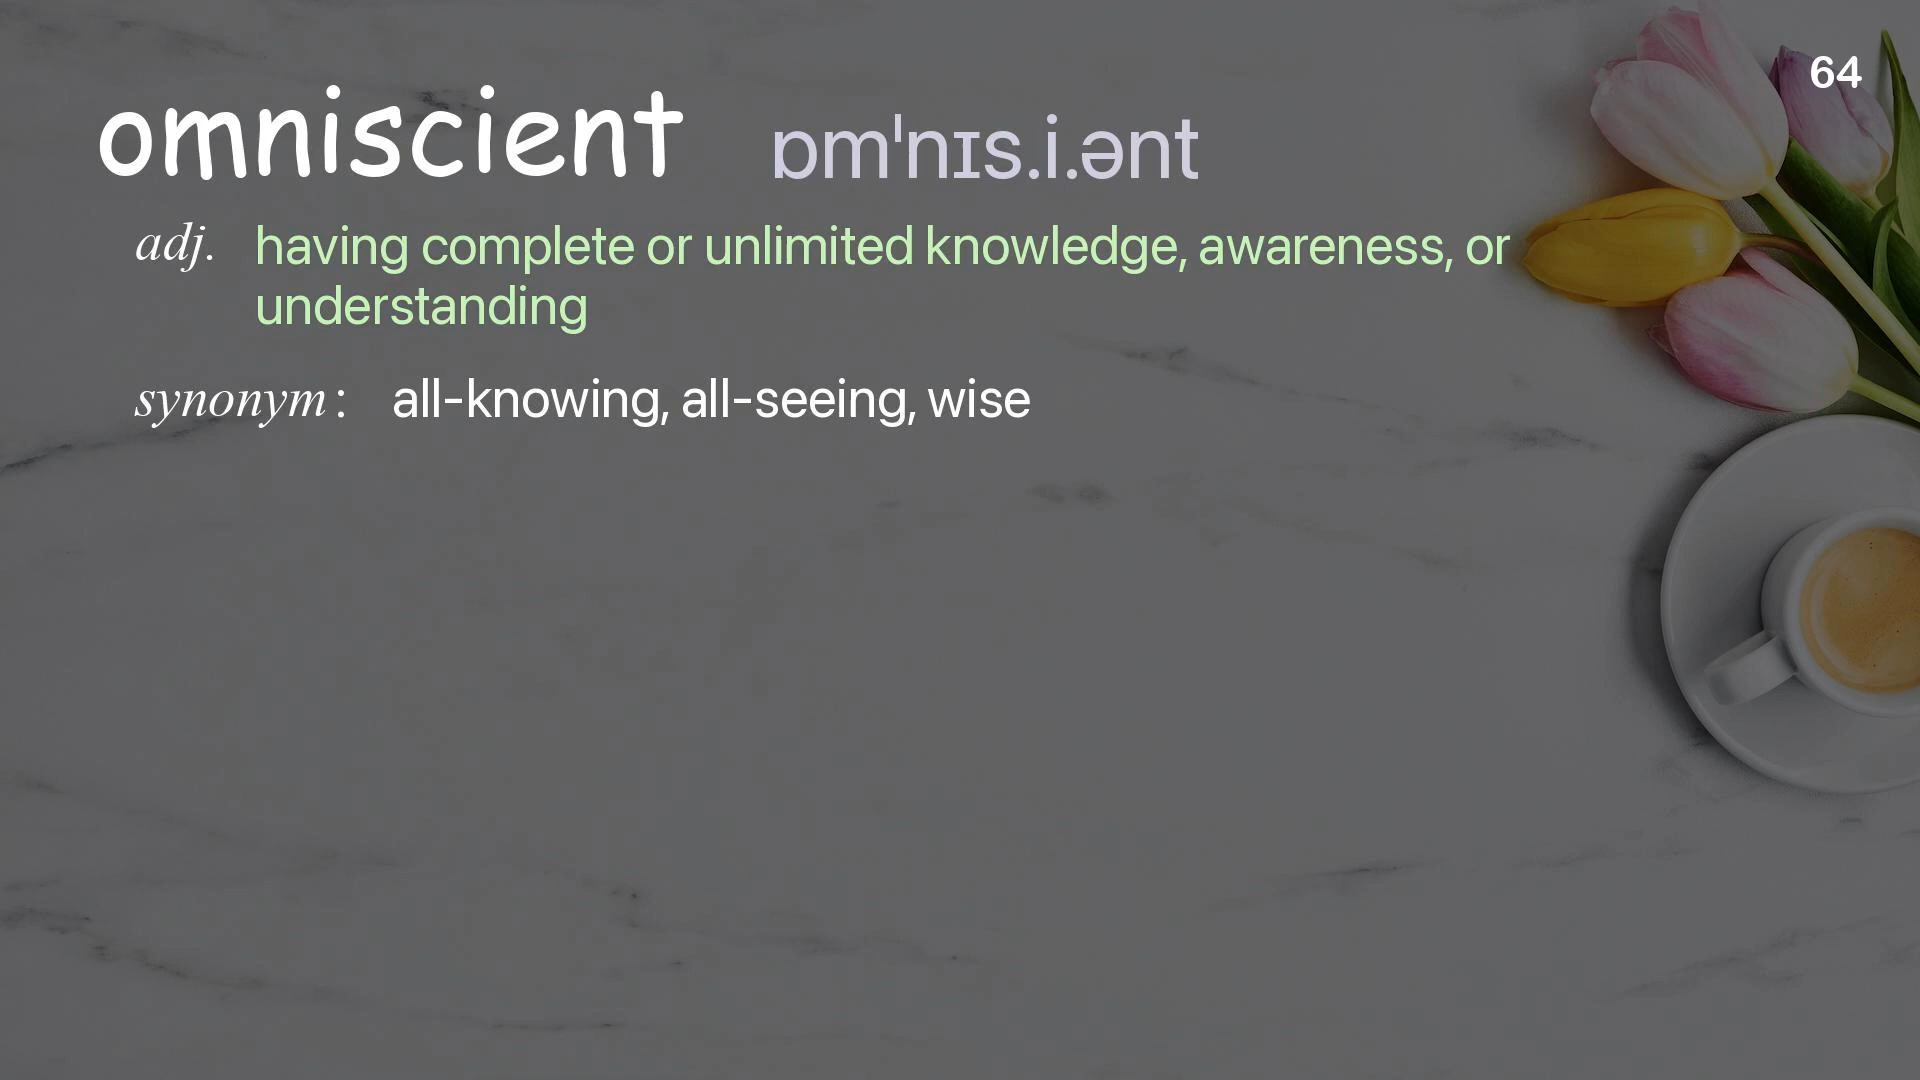 64
omniscient ɒmˈnɪs.i.ənt
adj. having complete or unlimited knowledge, awareness, or
understanding
synonym : all-knowing, all-seeing, wise